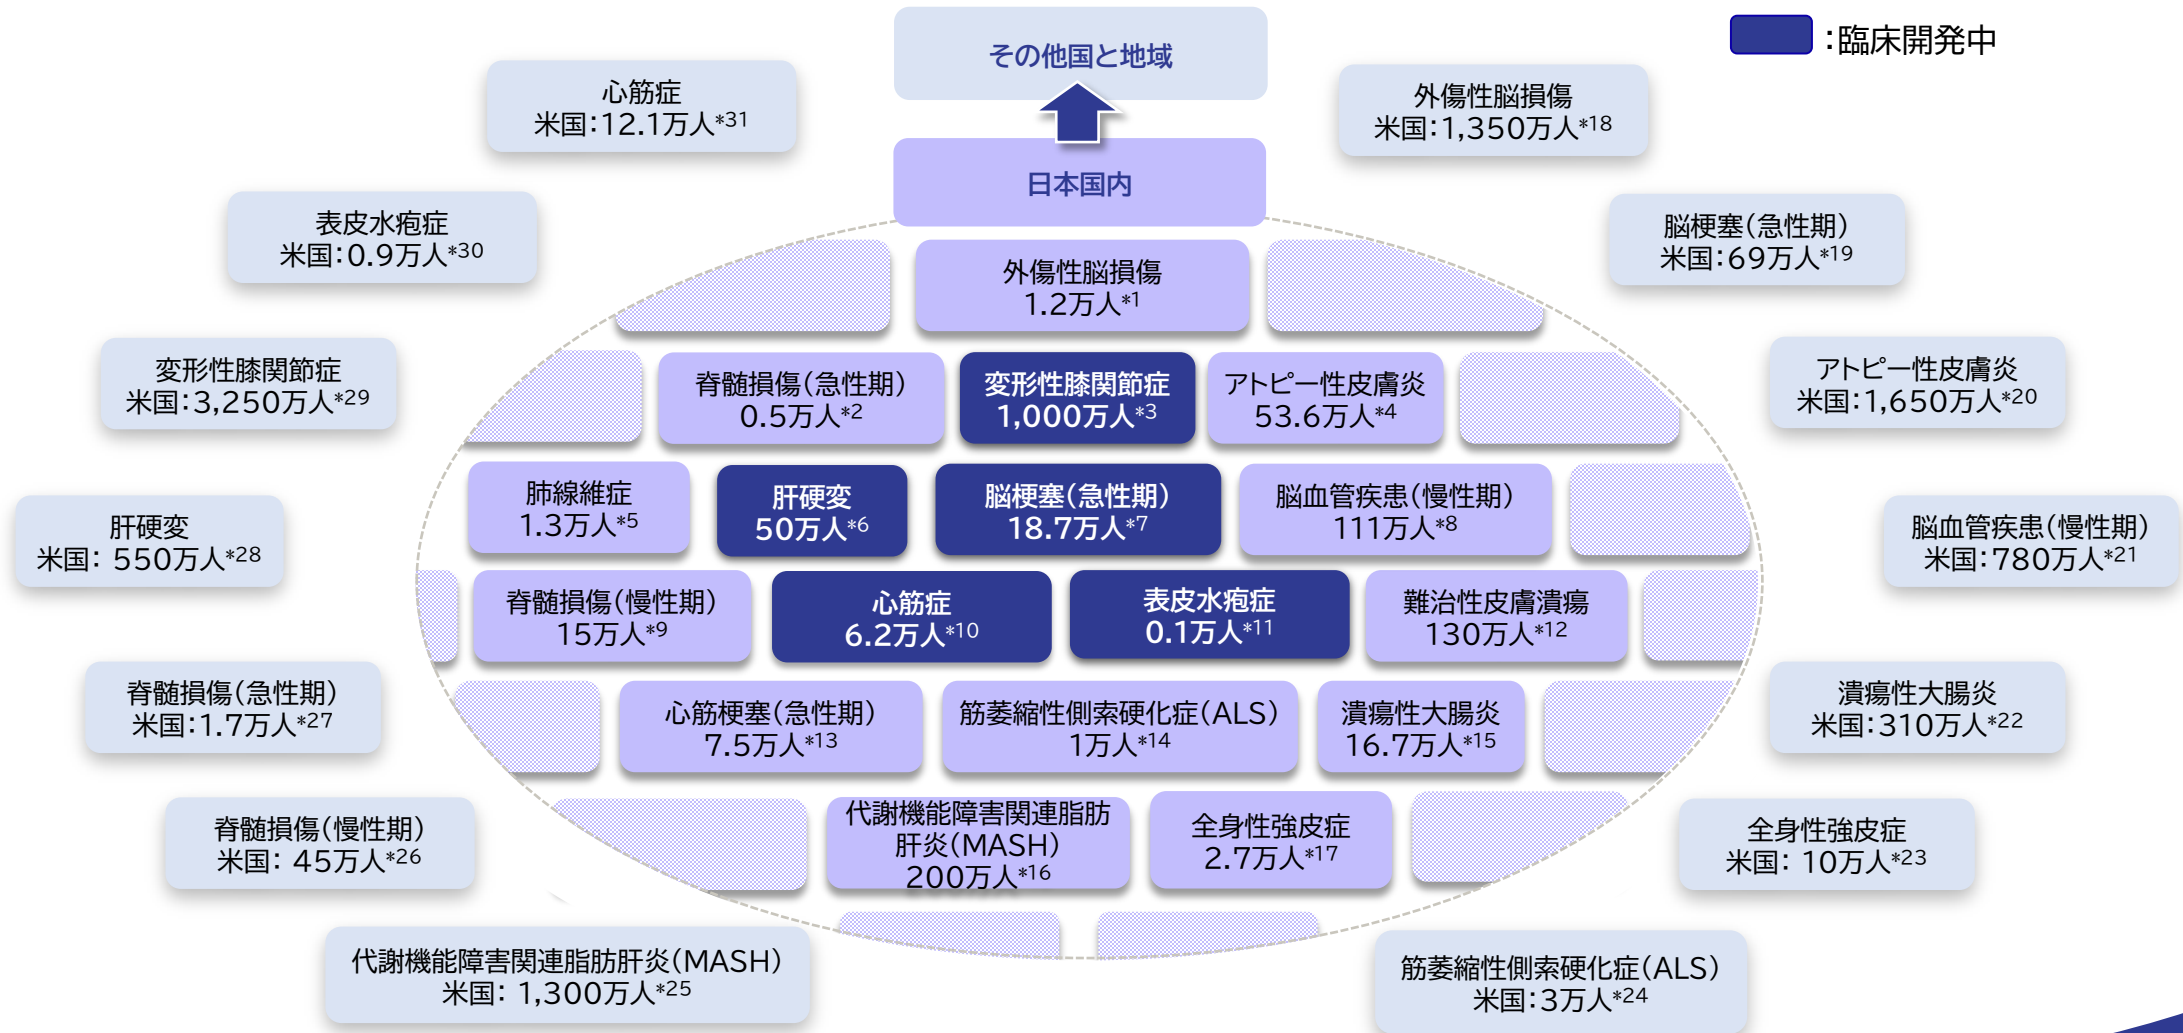 その他国と地域
：臨床開発中
心筋症
米国：12.1万人*31
外傷性脳損傷
米国：1,350万人*18
日本国内
表皮水疱症
米国：0.9万人*30
脳梗塞（急性期）
米国：69万人*19
外傷性脳損傷
1.2万人*1
変形性膝関節症
米国：3,250万人*29
脊髄損傷（急性期）
0.5万人*2
変形性膝関節症
1,000万人*3
アトピー性皮膚炎
53.6万人*4
アトピー性皮膚炎
米国：1,650万人*20
肝硬変
米国： 550万人*28
肺線維症
1.3万人*5
肝硬変
50万人*6
脳梗塞（急性期）
18.7万人*7
脳血管疾患（慢性期）
111万人*8
脳血管疾患（慢性期）
米国：780万人*21
脊髄損傷（慢性期）
15万人*9
心筋症
6.2万人*10
表皮水疱症
0.1万人*11
難治性皮膚潰瘍
130万人*12
脊髄損傷（急性期）
米国：1.7万人*27
心筋梗塞（急性期）
7.5万人*13
筋萎縮性側索硬化症（ALS）
1万人*14
潰瘍性大腸炎
16.7万人*15
潰瘍性大腸炎
米国：310万人*22
脊髄損傷（慢性期）
米国： 45万人*26
代謝機能障害関連脂肪
肝炎（MASH）
200万人*16
全身性強皮症
2.7万人*17
全身性強皮症
米国： 10万人*23
代謝機能障害関連脂肪肝炎（MASH）
米国： 1,300万人*25
筋萎縮性側索硬化症（ALS）
米国：3万人*24